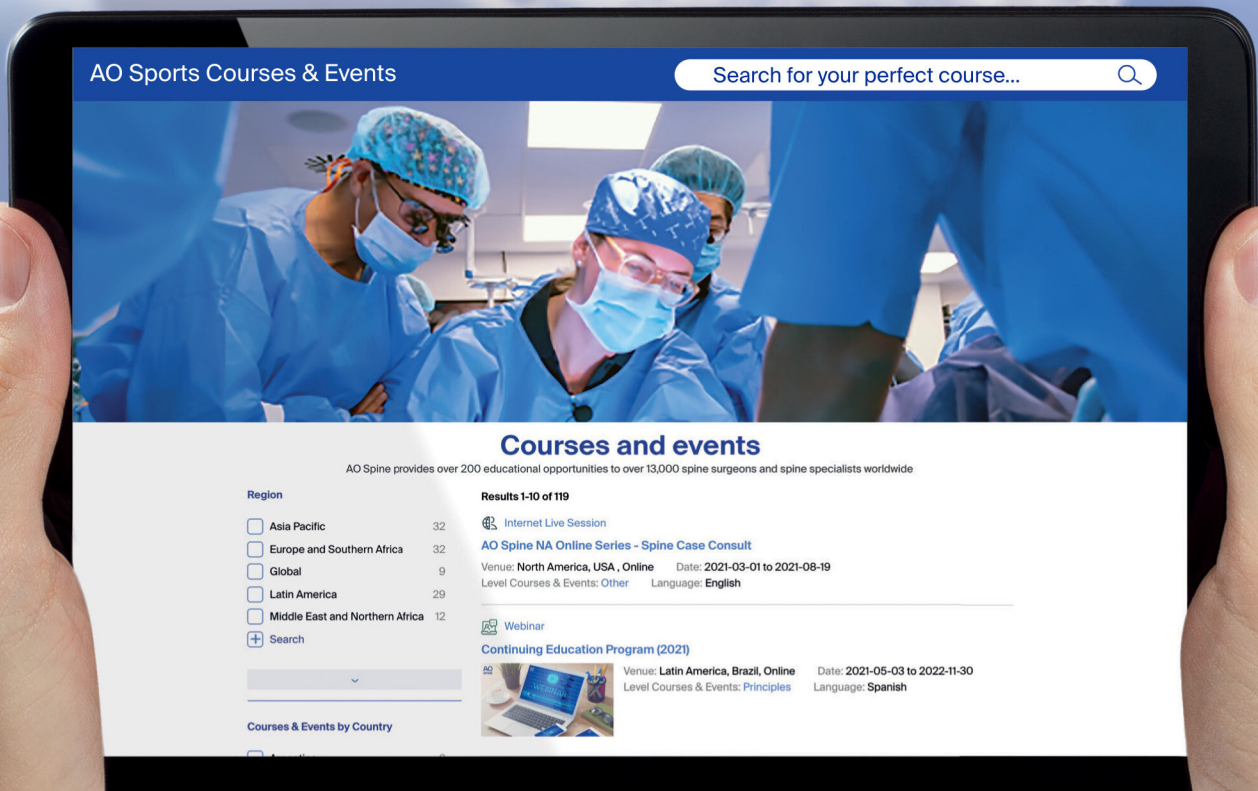 AO Sports Courses & Events
Search for your perfect course...
Courses and events
AO Spine provides over 200 educational opportunities to over 13,000 spine surgeons and spine specialists worldwide
Region
Asia Pacific 32
Europe and Southern Africa 32
Global 9
Latin America 29
Middle East and Northern Africa 12
Search
Courses & Events by Country
Results 1-10 of 119
Internet Live Session
AO Spine NA Online Series - Spine Case Consult
Venue: North America, USA , Online Date: 2021-03-01 to 2021-08-19
Level Courses & Events: Other Language: English
Webinar
Continuing Education Program (2021)
AO
WEBINAR
Venue: Latin America, Brazil, Online Date: 2021-05-03 to 2022-11-30
Level Courses & Events: Principles Language: Spanish